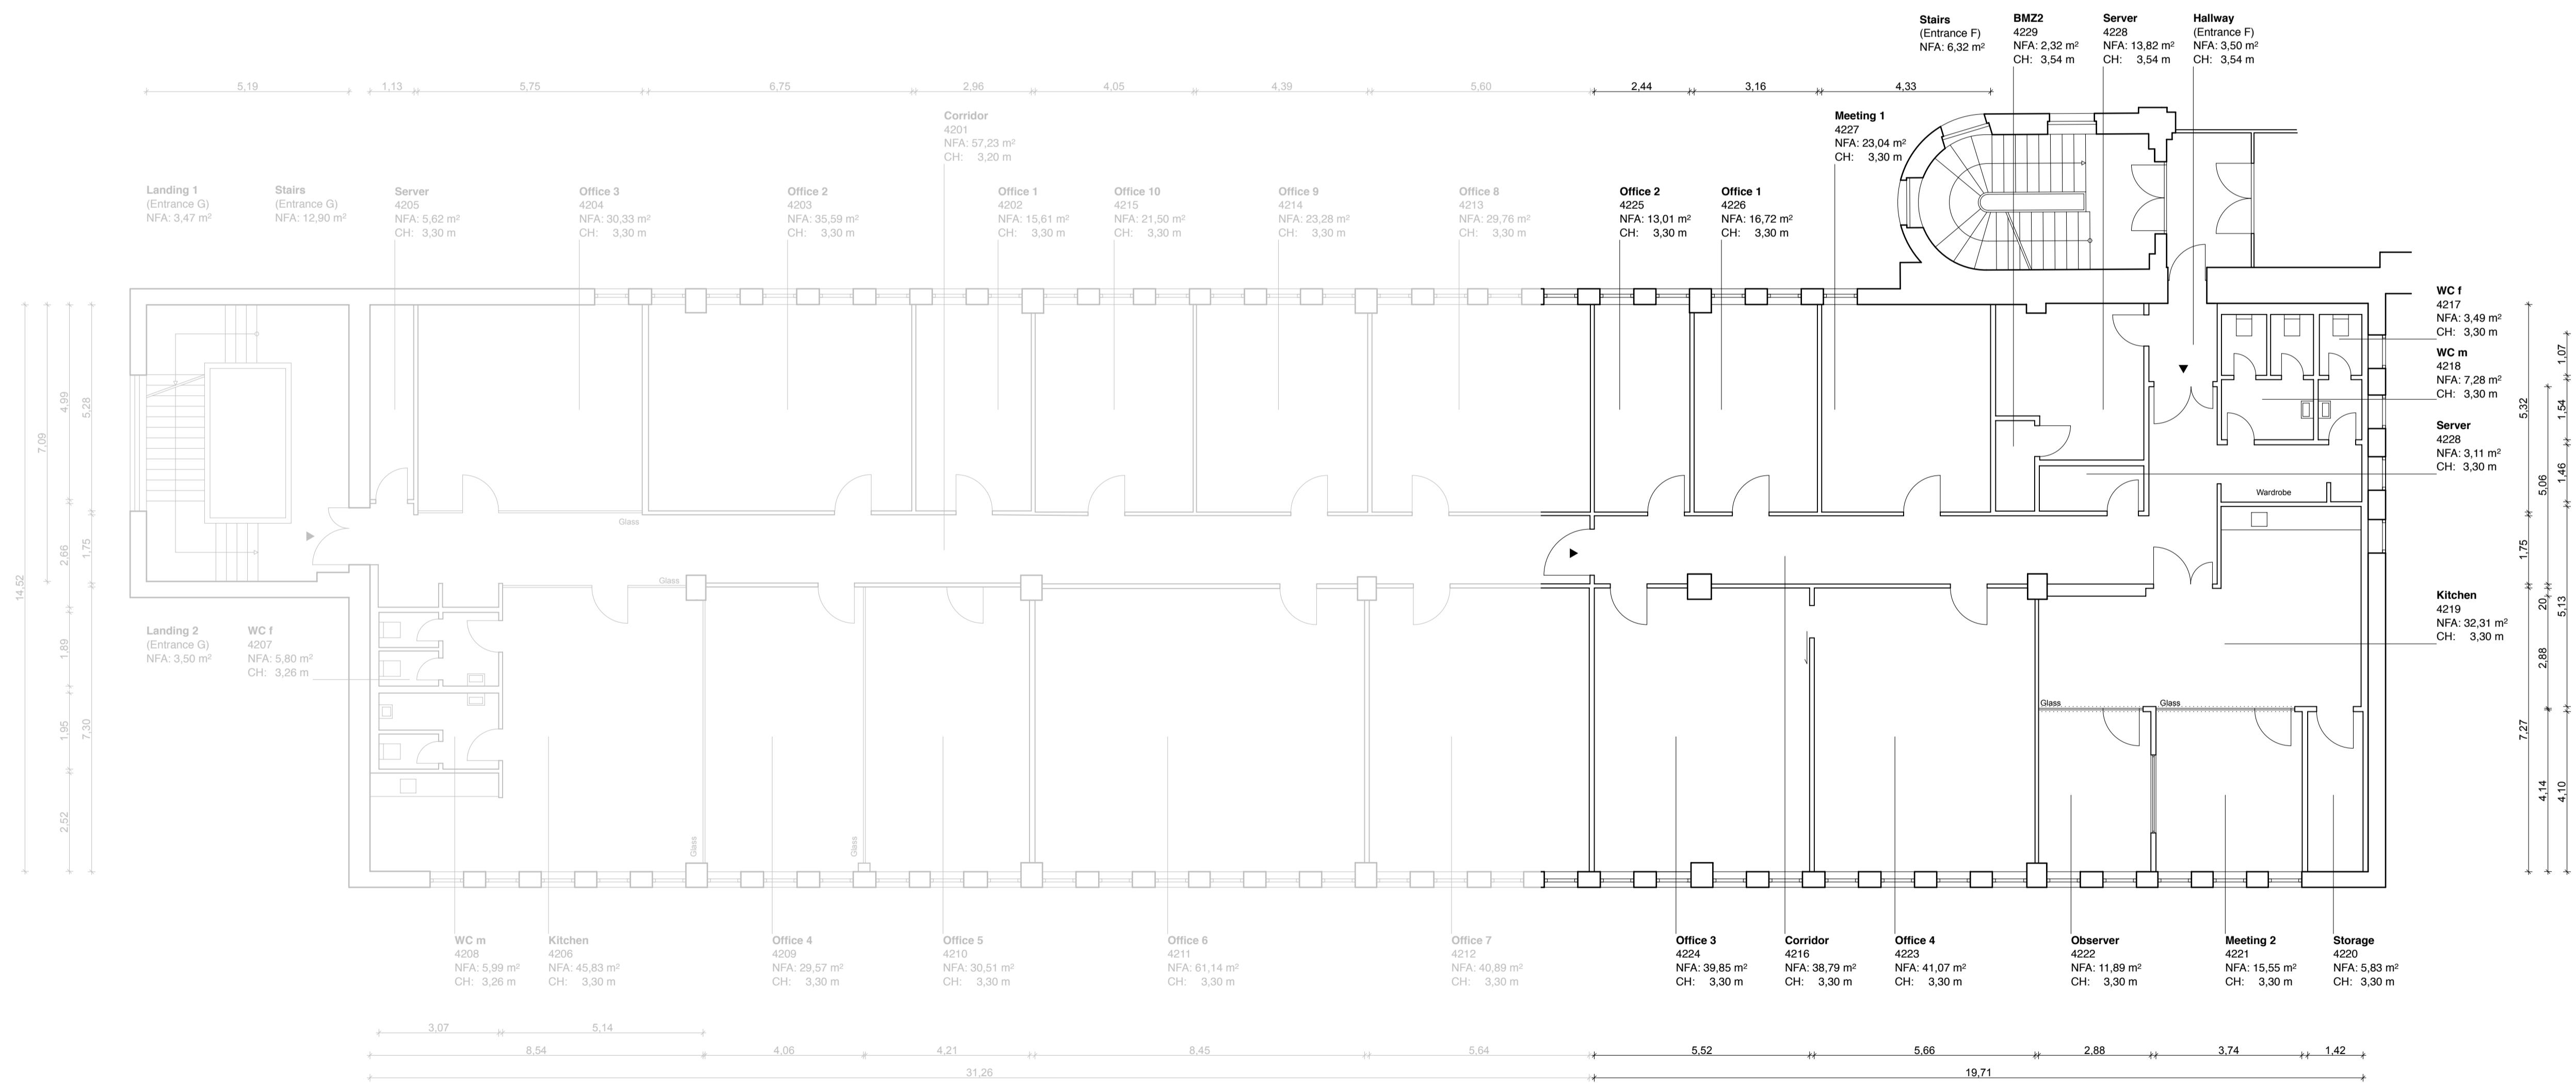 Stairs
(Entrance F)
NFA: 6,32 m²
BMZ2
4229
NFA: 2,32 m²
CH: 3,54 m
Server
4228
NFA: 13,82 m²
CH: 3,54 m
Hallway
(Entrance F)
NFA: 3,50 m²
CH: 3,54 m
5,19
1,13
5,75
6,75
2,96
4,05
4,39
5,60
2,44
3,16
4,33
Corridor
4201
NFA: 57,23 m²
CH: 3,20 m
Meeting 1
4227
NFA: 23,04 m²
CH: 3,30 m
Landing 1
(Entrance G)
NFA: 3,47 m²
Stairs
(Entrance G)
NFA: 12,90 m²
Server
4205
NFA: 5,62 m²
CH: 3,30 m
Office 3
4204
NFA: 30,33 m²
CH: 3,30 m
Office 2
4203
NFA: 35,59 m²
CH: 3,30 m
Office 1
4202
NFA: 15,61 m²
CH: 3,30 m
Office 10
4215
NFA: 21,50 m²
CH: 3,30 m
Office 9
4214
NFA: 23,28 m²
CH: 3,30 m
Office 8
4213
NFA: 29,76 m²
CH: 3,30 m
Office 2
4225
NFA: 13,01 m²
CH: 3,30 m
Office 1
4226
NFA: 16,72 m²
CH: 3,30 m
WC f
4217
NFA: 3,49 m²
CH: 3,30 m
WC m
4218
NFA: 7,28 m²
CH: 3,30 m
Server
4228
NFA: 3,11 m²
CH: 3,30 m
Wardrobe
Kitchen
4219
NFA: 32,31 m²
CH: 3,30 m
14,52
7,09
4,99
2,66
1,89
1,95
2,52
5,28
1,75
7,30
Glass
Glass
Glass
Glass
Glass
Glass
5,32
1,75
7,27
5,06
20
2,88
4,14
1,07
1,54
1,46
5,13
4,10
Landing 2
(Entrance G)
NFA: 3,50 m²
WC f
4207
NFA: 5,80 m²
CH: 3,26 m
WC m
4208
NFA: 5,99 m²
CH: 3,26 m
Kitchen
4206
NFA: 45,83 m²
CH: 3,30 m
Office 4
4209
NFA: 29,57 m²
CH: 3,30 m
Office 5
4210
NFA: 30,51 m²
CH: 3,30 m
Office 6
4211
NFA: 61,14 m²
CH: 3,30 m
Office 7
4212
NFA: 40,89 m²
CH: 3,30 m
Office 3
4224
NFA: 39,85 m²
CH: 3,30 m
Corridor
4216
NFA: 38,79 m²
CH: 3,30 m
Office 4
4223
NFA: 41,07 m²
CH: 3,30 m
Observer
4222
NFA: 11,89 m²
CH: 3,30 m
Meeting 2
4221
NFA: 15,55 m²
CH: 3,30 m
Storage
4220
NFA: 5,83 m²
CH: 3,30 m
3,07
5,14
8,54
4,06
4,21
8,45
5,64
5,52
5,66
2,88
3,74
1,42
31,26
19,71